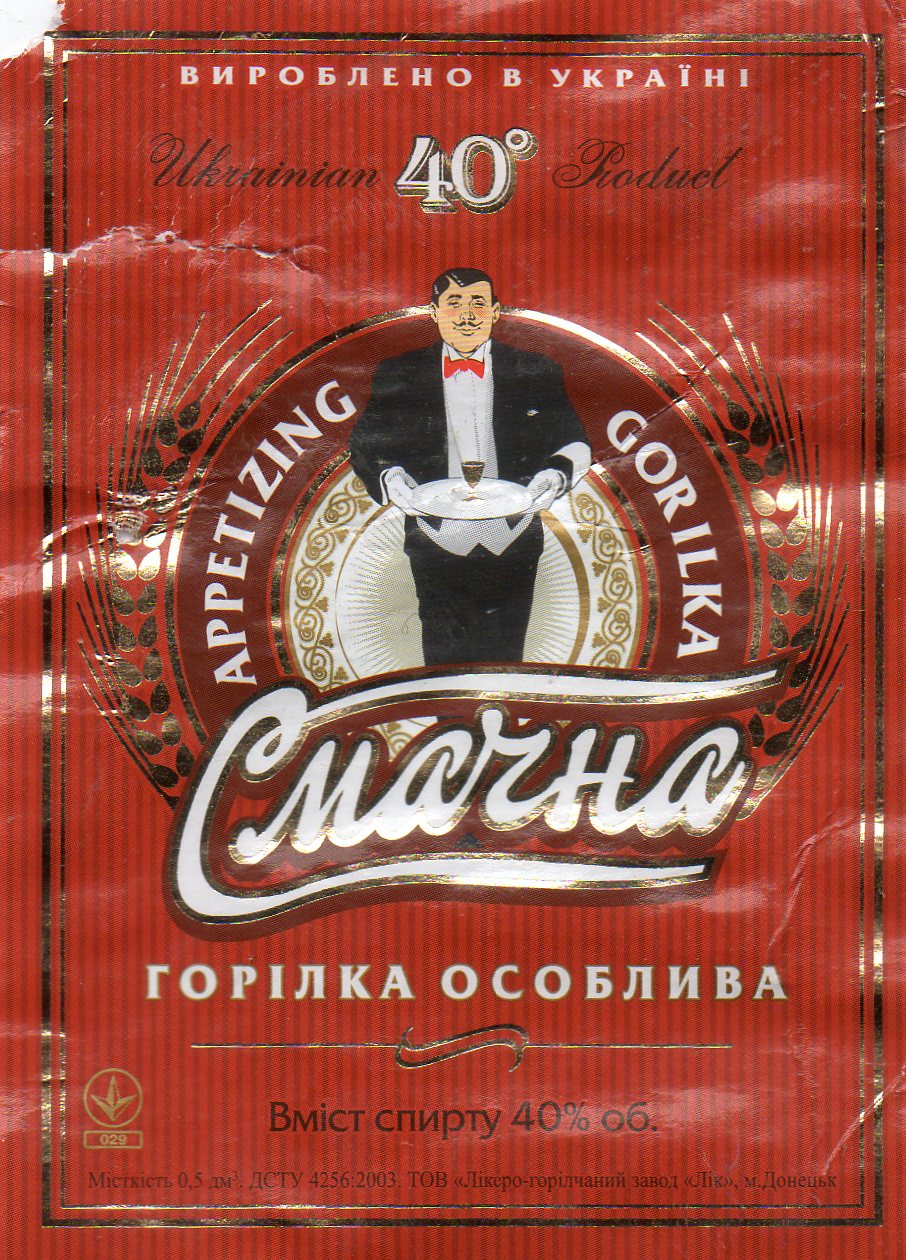 ВИРОБЛЕНО В УКРАЇНІ
Ukrainian 40° Product
APPETIZING GORILKA
Смачна
ГОРІЛКА ОСОБЛИВА
Вміст спирту 40% об.
029
Місткість 0,5 дм³. ДСТУ 4256:2003. ТОВ «Лікеро-горілчаний завод «Лік», м.Донецьк